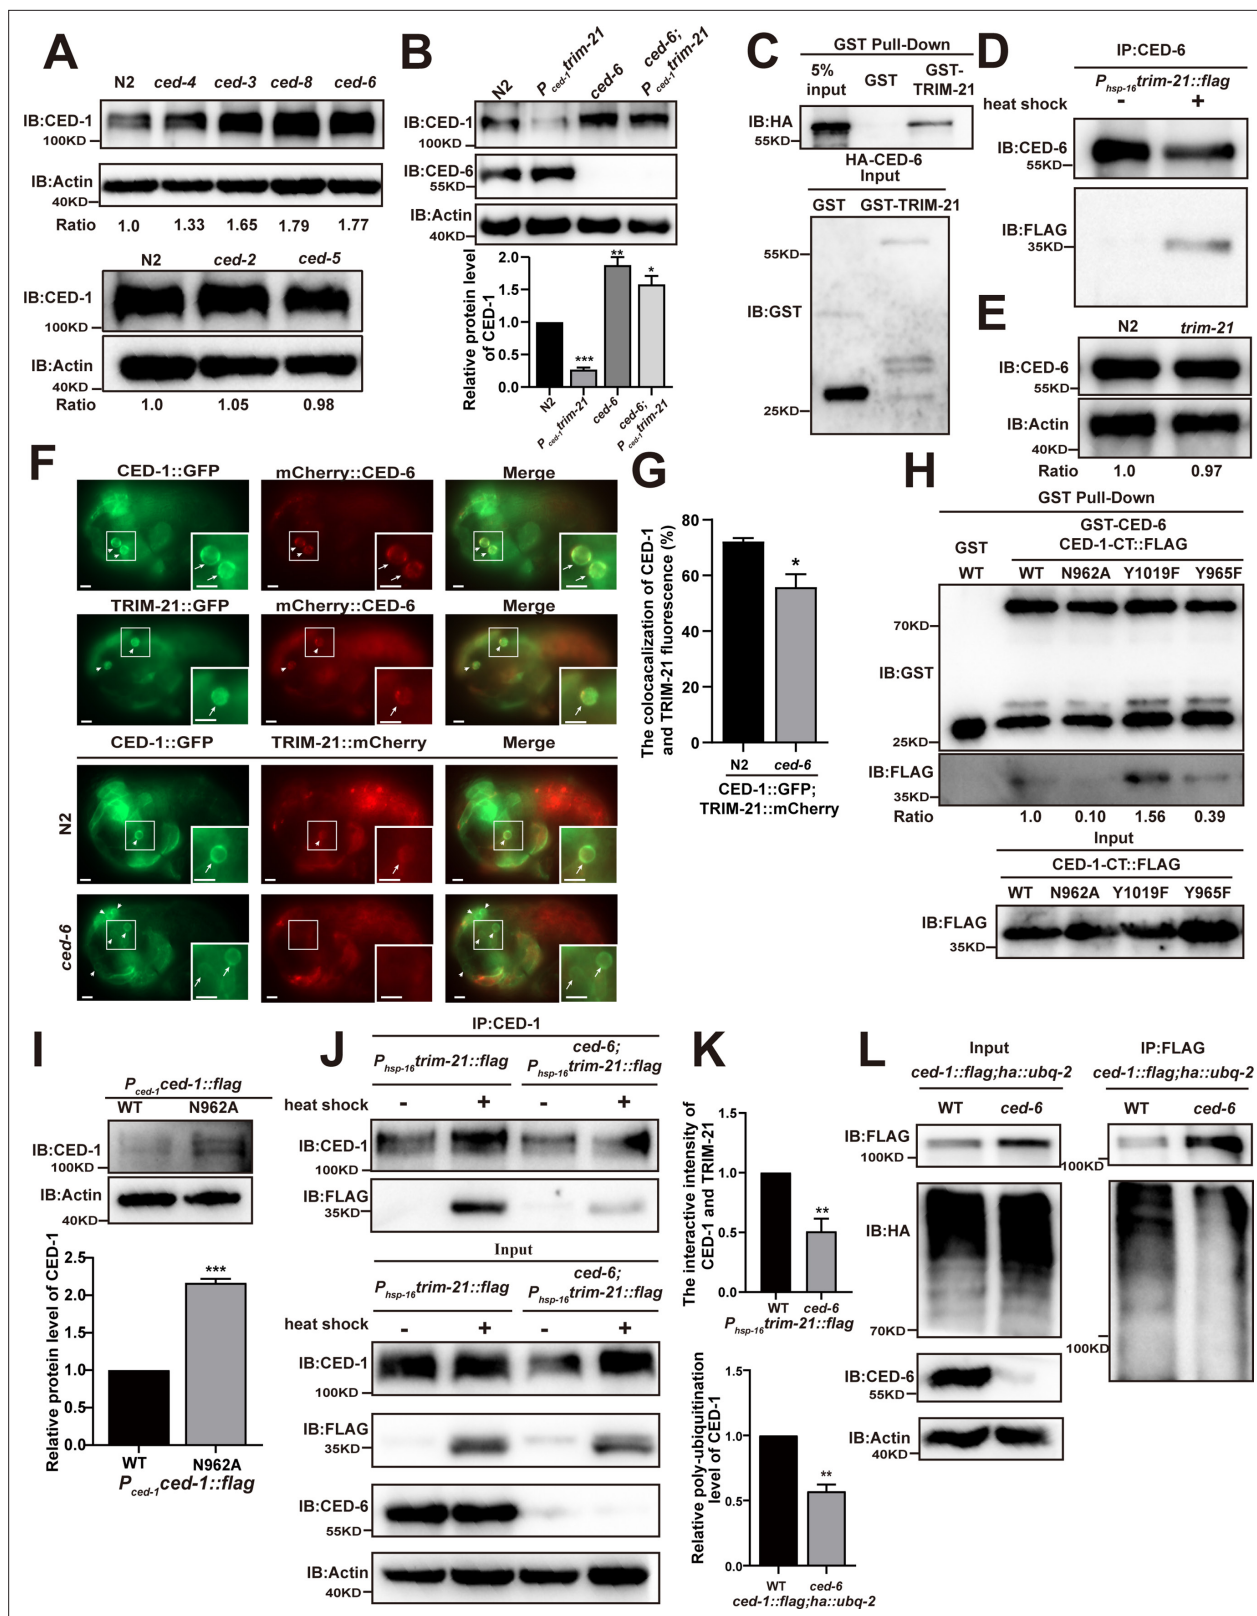 A
N2 ced-4 ced-3 ced-8 ced-6
IB:CED-1
100KD
IB:Actin
40KD
Ratio 1.0 1.33 1.65 1.79 1.77
N2 ced-2 ced-5
IB:CED-1
100KD
IB:Actin
40KD
Ratio 1.0 1.05 0.98
B
N2 Pced-1trim-21 ced-6 ced-6; Pced-1trim-21
IB:CED-1
100KD
IB:CED-6
55KD
IB:Actin
40KD
Relative protein level
of CED-1
2.0
1.5
1.0
0.5
0.0
*** ** *
N2 Pced-1trim-21 ced-6 ced-6; Pced-1trim-21
C
GST Pull-Down
5% input GST GST-TRIM-21
IB:HA
55KD
HA-CED-6
Input
GST GST-TRIM-21
55KD
IB:GST
25KD
D
IP:CED-6
Phsp-16trim-21::flag
heat shock - +
IB:CED-6
55KD
IB:FLAG
35KD
E
N2 trim-21
IB:CED-6
55KD
IB:Actin
40KD
Ratio 1.0 0.97
F
CED-1::GFP mCherry::CED-6 Merge
TRIM-21::GFP mCherry::CED-6 Merge
CED-1::GFP TRIM-21::mCherry Merge
N2
ced-6
G
The colocacalization of CED-1
and TRIM-21 fluorescence (%)
80
60
40
20
0
*
N2 ced-6
CED-1::GFP;
TRIM-21::mCherry
H
GST Pull-Down
GST-CED-6
GST CED-1-CT::FLAG
WT WT N962A Y1019F Y965F
70KD
IB:GST
25KD
IB:FLAG
35KD
Ratio 1.0 0.10 1.56 0.39
Input
CED-1-CT::FLAG
WT N962A Y1019F Y965F
IB:FLAG
35KD
I
Pced-1ced-1::flag
WT N962A
IB:CED-1
100KD
IB:Actin
40KD
Relative protein level of CED-1
2.5
2.0
1.5
1.0
0.5
0.0
***
WT N962A
Pced-1ced-1::flag
J
IP:CED-1
Phsp-16trim-21::flag ced-6; Phsp-16trim-21::flag
heat shock - + - +
IB:CED-1
100KD
IB:FLAG
35KD
Input
Phsp-16trim-21::flag ced-6; Phsp-16trim-21::flag
heat shock - + - +
IB:CED-1
100KD
IB:FLAG
35KD
IB:CED-6
55KD
IB:Actin
40KD
K
The interactive intensity of
CED-1 and TRIM-21
1.5
1.0
0.5
0.0
**
WT ced-6
Phsp-16trim-21::flag
Relative poly-ubiquitination
level of CED-1
1.5
1.0
0.5
0.0
**
WT ced-6
ced-1::flag;ha::ubq-2
L
Input IP:FLAG
ced-1::flag;ha::ubq-2 ced-1::flag;ha::ubq-2
WT ced-6 WT ced-6
IB:FLAG
100KD 100KD
IB:HA
70KD 100KD
IB:CED-6
55KD
IB:Actin
40KD